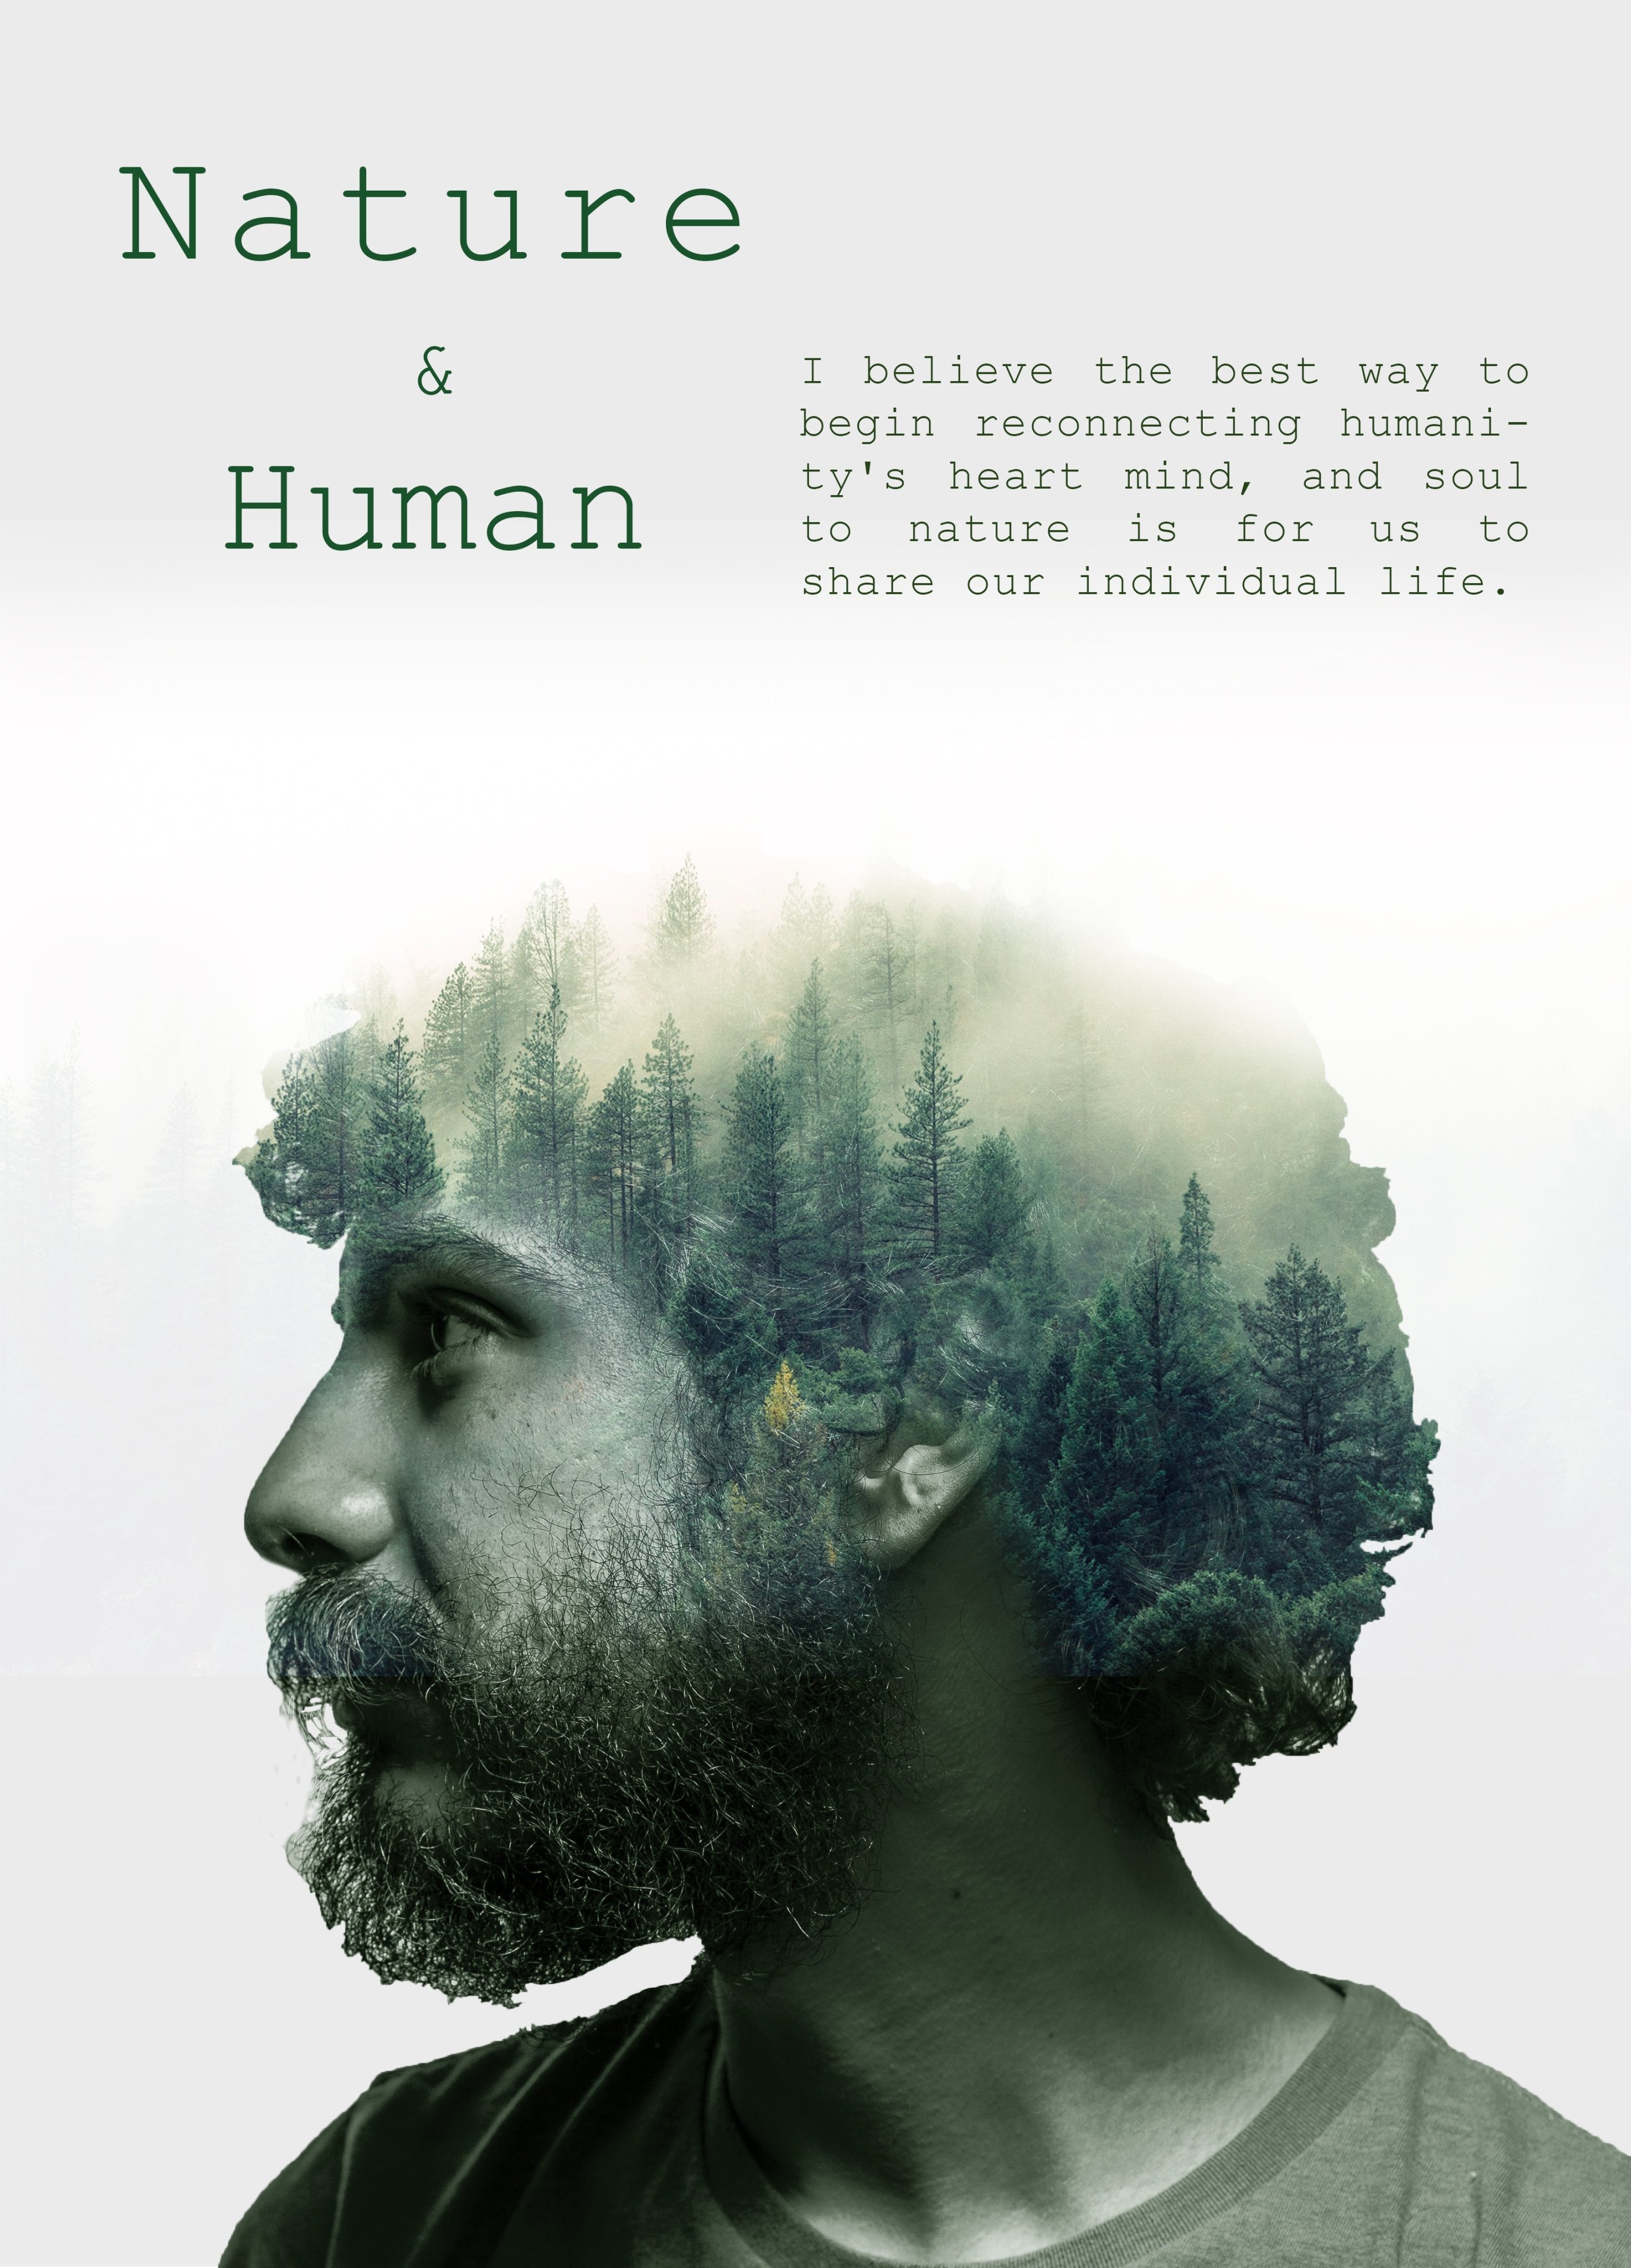 Nature
&
Human
I believe the best way to
begin reconnecting humani-
ty's heart mind, and soul
to nature is for us to
share our individual life.